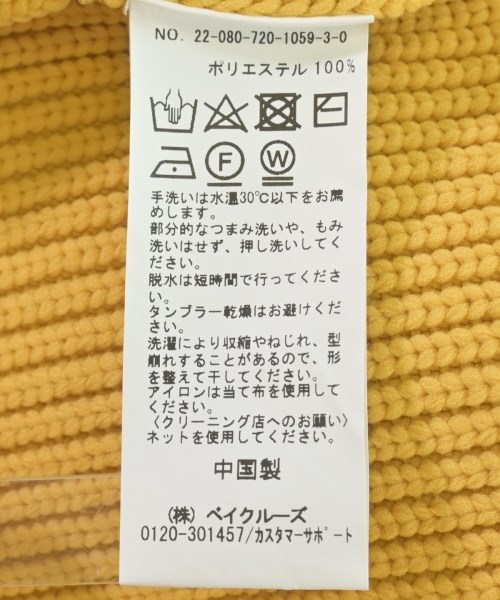 NO. 22-080-720-1059-3-0
ポリエステル 100%
F W
手洗いは水温30℃以下をお薦
めします。
部分的なつまみ洗いや、もみ
洗いはせず、押し洗いしてく
ださい。
脱水は短時間で行ってくださ
い。
タンブラー乾燥はお避けくだ
さい。
洗濯により収縮やねじれ、型
崩れすることがあるので、形
を整えて干してください。
アイロンは当て布を使用して
ください。
〈クリーニング店へのお願い〉
ネットを使用してください。
中国製
(株) ベイクルーズ
0120-301457/カスタマーサポート